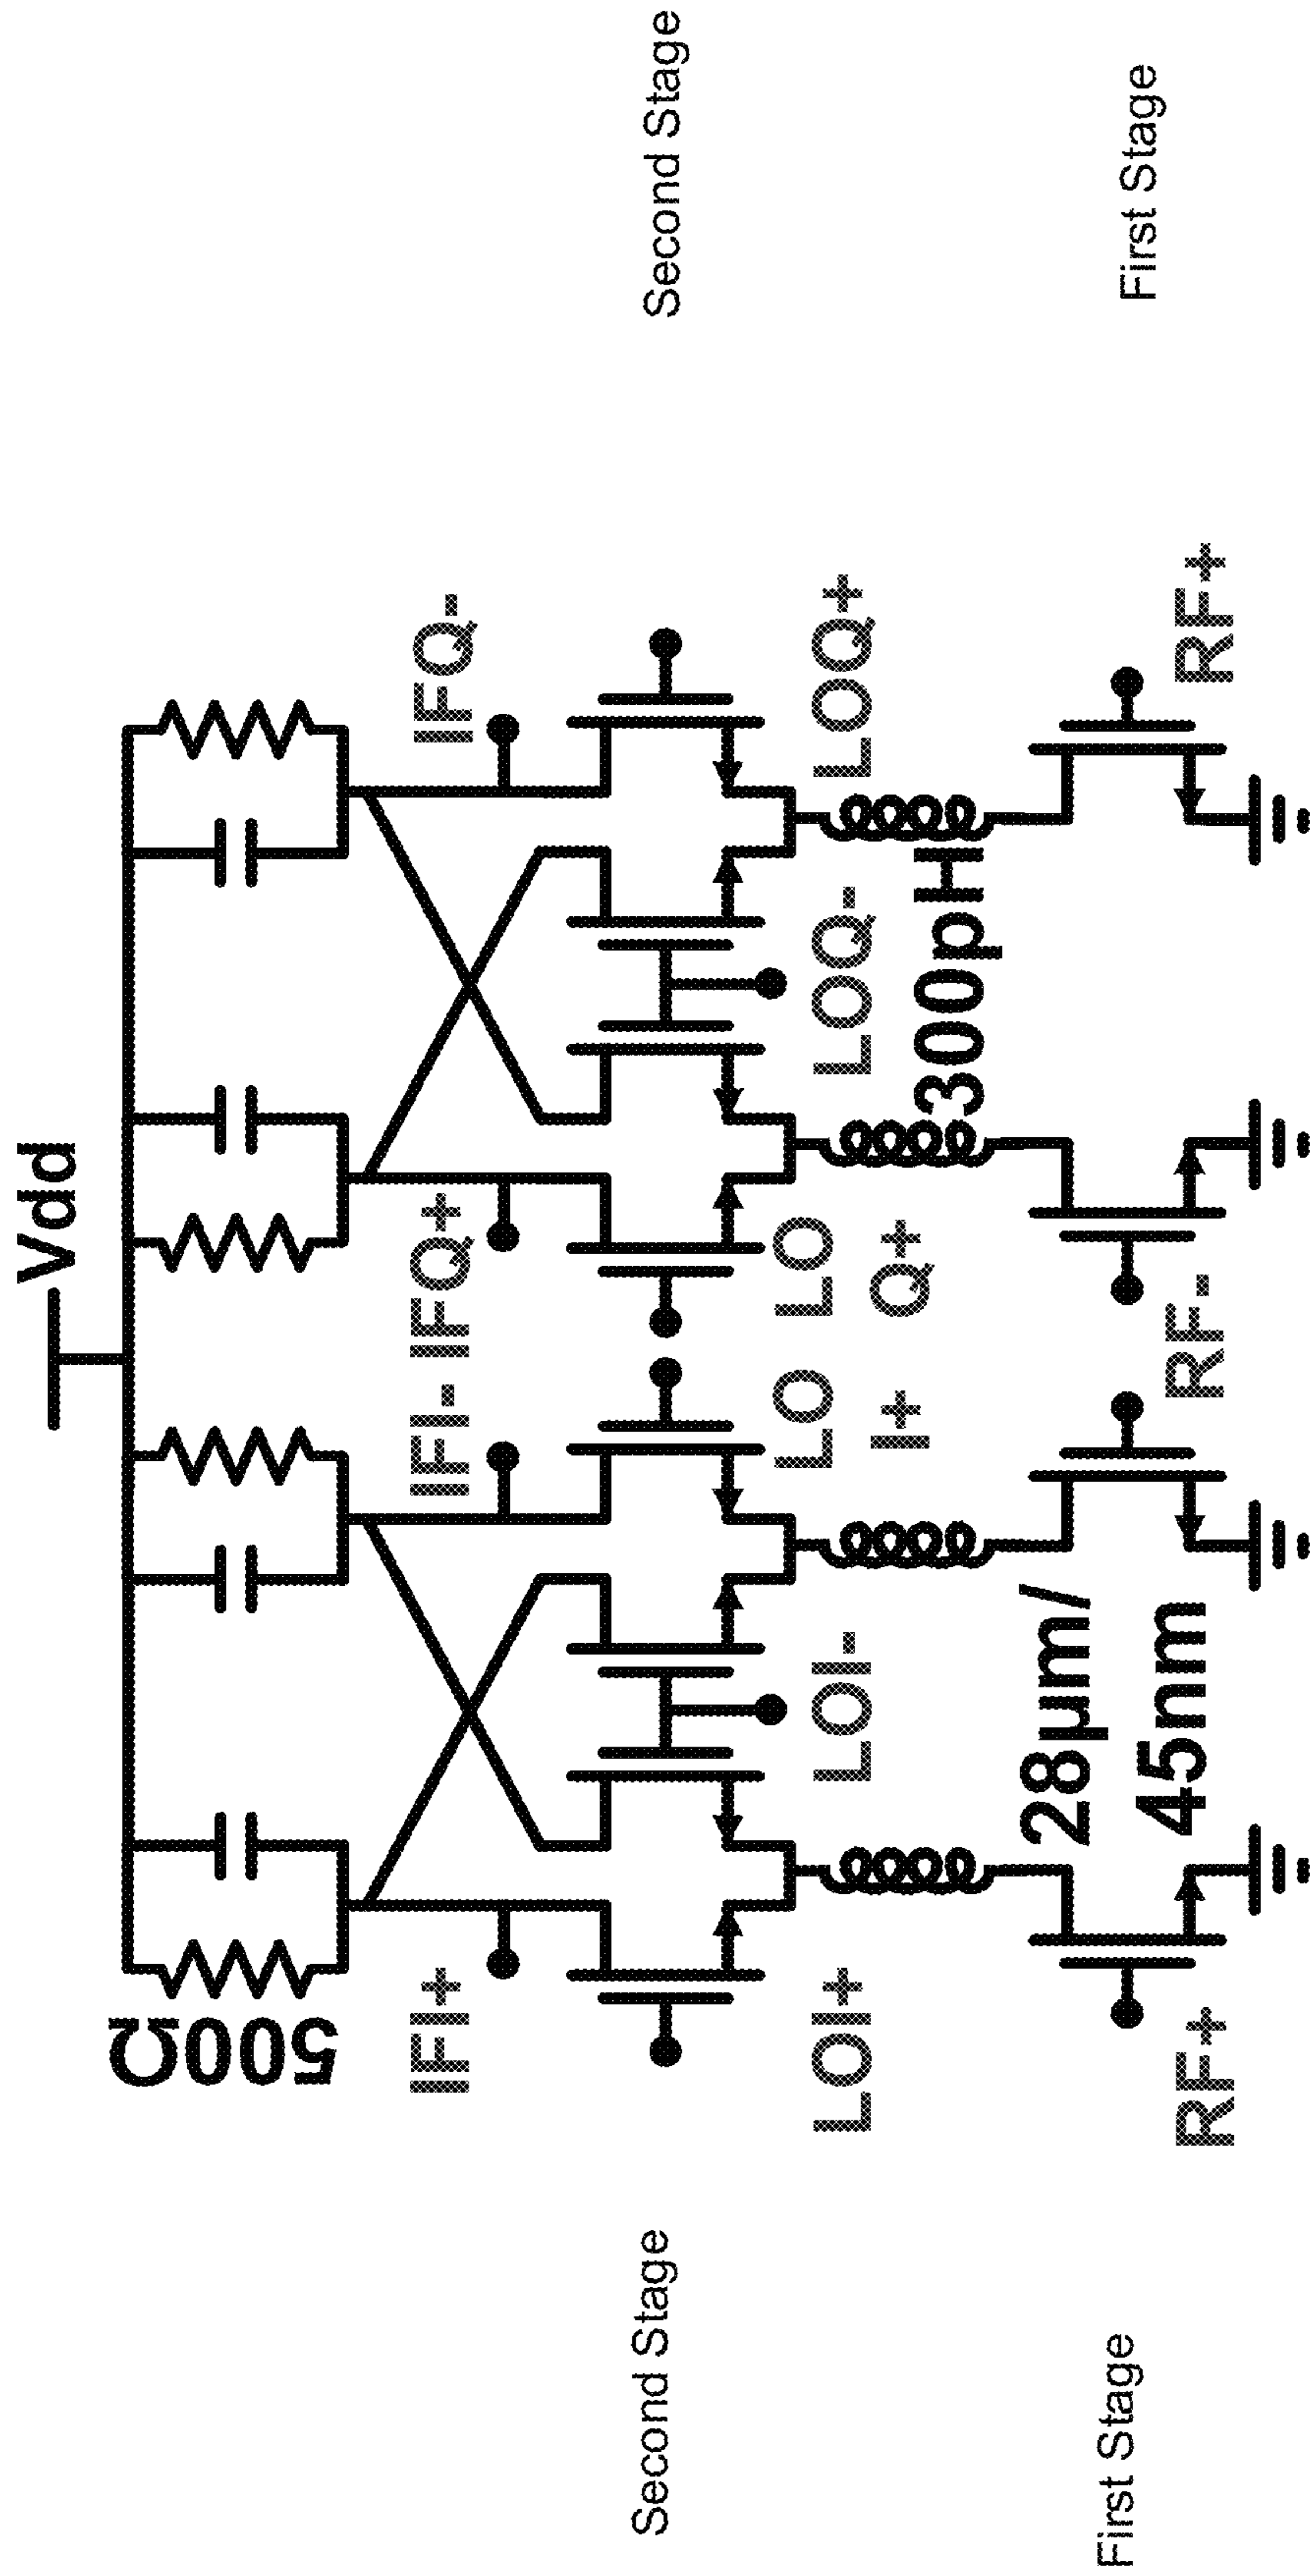 Vdd
500Ω
IFI+
IFI-
IFQ+
IFQ-
Second Stage
Second Stage
LOI+
LOI-
LO LO
I+ Q+
LOQ-
LOQ+
300pH
28µm/
45nm
First Stage
First Stage
RF+
RF-
RF+